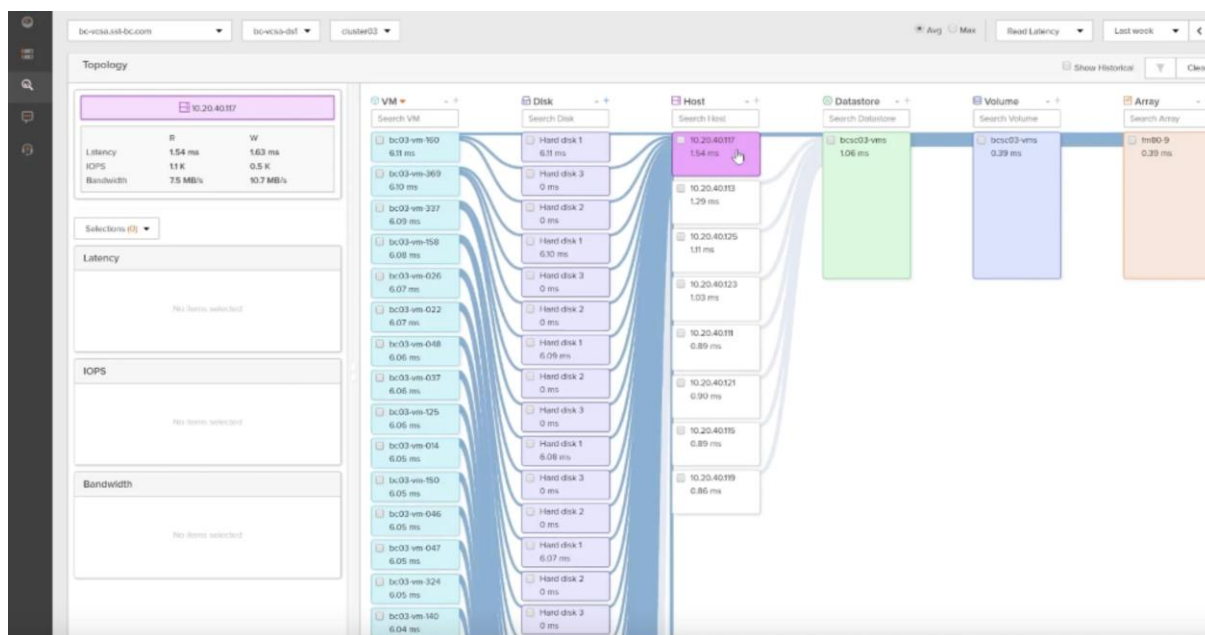 bc-vcsa.sst-bc.com
bc-vcsa-dsf
cluster03
Avg
Max
Read Latency
Last week
Topology
Show Historical
Clea
10.20.40.117
R W
Latency 1.54 ms 1.63 ms
IOPS 1.1 K 0.5 K
Bandwidth 7.5 MB/s 10.7 MB/s
Selections (0)
Latency
No items selected
IOPS
No items selected
Bandwidth
No items selected
VM - +
Search VM
bc03-vm-160
6.11 ms
bc03-vm-369
6.10 ms
bc03-vm-337
6.09 ms
bc03-vm-158
6.08 ms
bc03-vm-026
6.07 ms
bc03-vm-022
6.07 ms
bc03-vm-048
6.06 ms
bc03-vm-037
6.06 ms
bc03-vm-125
6.06 ms
bc03-vm-014
6.05 ms
bc03-vm-150
6.05 ms
bc03-vm-046
6.05 ms
bc03-vm-047
6.05 ms
bc03-vm-324
6.05 ms
bc03-vm-140
6.04 ms
Disk - +
Search Disk
Hard disk 1
6.11 ms
Hard disk 3
0 ms
Hard disk 2
0 ms
Hard disk 1
6.10 ms
Hard disk 3
0 ms
Hard disk 2
0 ms
Hard disk 1
6.09 ms
Hard disk 2
0 ms
Hard disk 3
0 ms
Hard disk 1
6.08 ms
Hard disk 3
0 ms
Hard disk 2
0 ms
Hard disk 1
6.07 ms
Hard disk 2
0 ms
Hard disk 3
0 ms
Host - +
Search Host
10.20.40.117
1.54 ms
10.20.40.113
1.29 ms
10.20.40.125
1.11 ms
10.20.40.123
1.03 ms
10.20.40.111
0.89 ms
10.20.40.121
0.90 ms
10.20.40.115
0.89 ms
10.20.40.119
0.86 ms
Datastore - +
Search Datastore
bcsc03-vms
1.06 ms
Volume - +
Search Volume
bcsc03-vms
0.39 ms
Array -
Search Array
fm80-9
0.39 ms